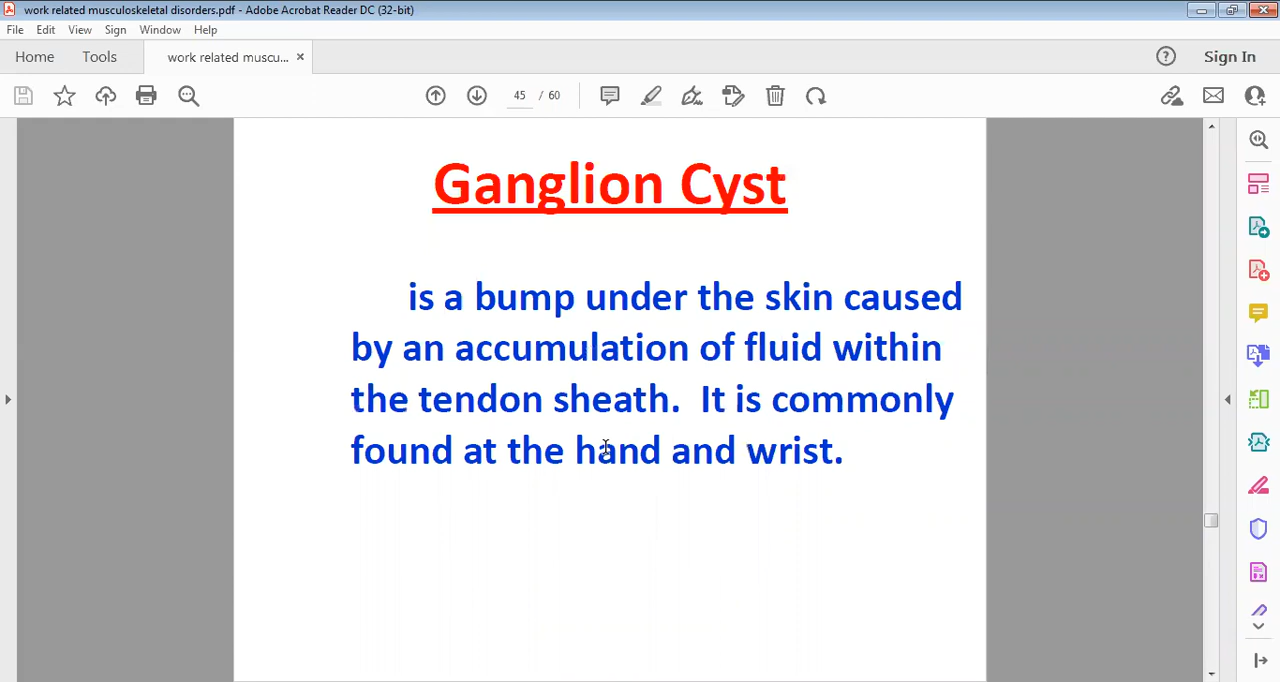 work related musculoskeletal disorders.pdf - Adobe Acrobat Reader DC (32-bit)
File Edit View Sign Window Help
Home Tools work related muscu... Sign In
45 / 60
Ganglion Cyst
is a bump under the skin caused
by an accumulation of fluid within
the tendon sheath. It is commonly
found at the hand and wrist.